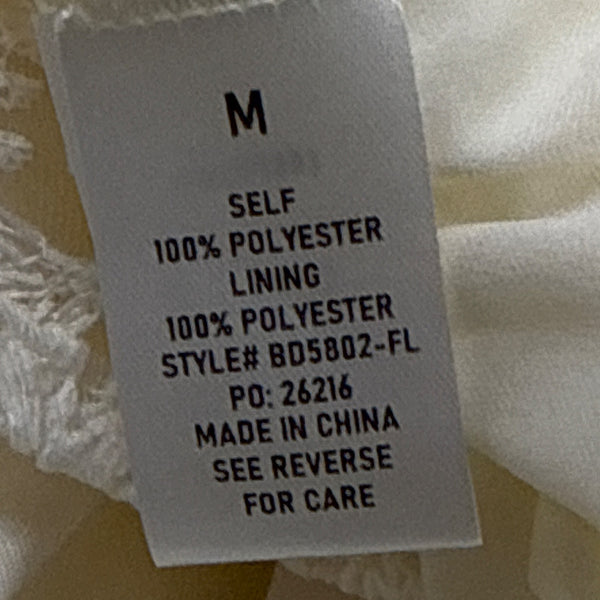 M
SELF
100% POLYESTER
LINING
100% POLYESTER
STYLE# BD5802-FL
PO: 26216
MADE IN CHINA
SEE REVERSE
FOR CARE